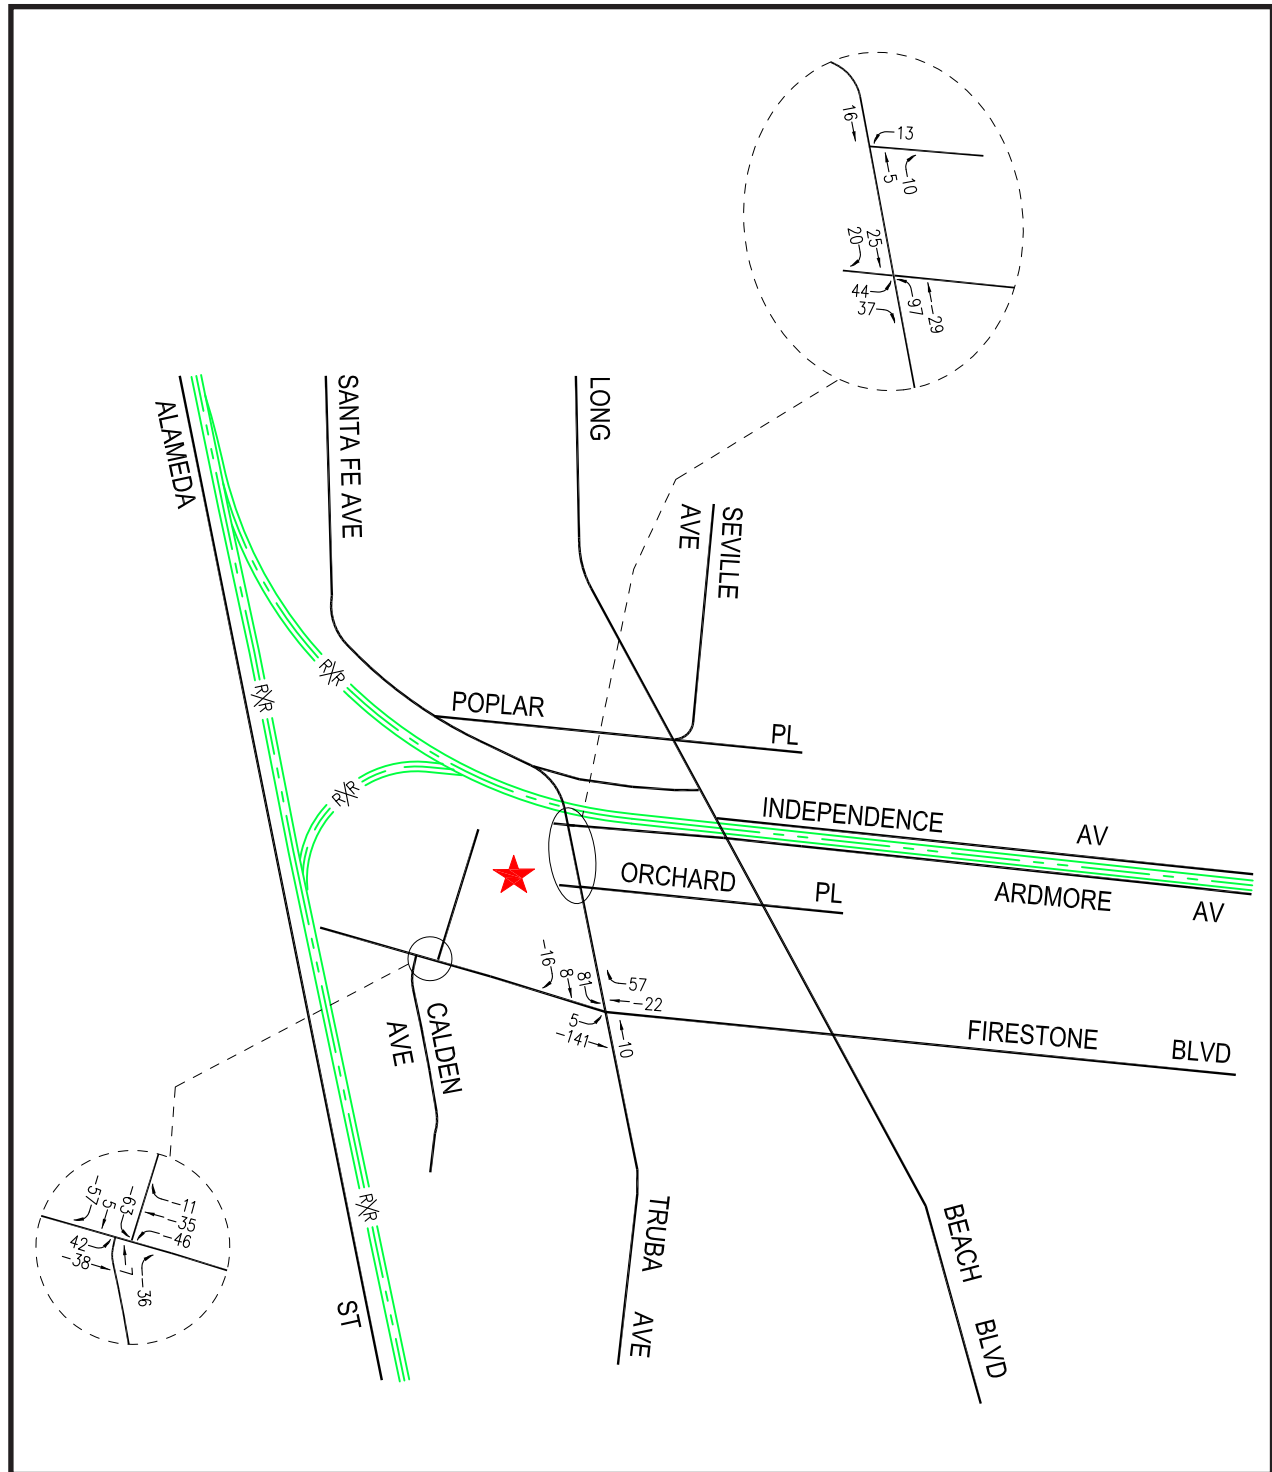 16
13
5
-10
20
25
44
37
-97
-29
ALAMEDA
SANTA FE AVE
LONG
SEVILLE
AVE
R R
R R
R R
POPLAR
PL
INDEPENDENCE
AV
ORCHARD
PL
ARDMORE
AV
-16
8
81
57
-22
5
-141
-10
FIRESTONE
BLVD
CALDEN
AVE
R R
-57
5
-63
-11
-35
-46
42
-38
7
-36
TRUBA
AVE
BEACH
BLVD
ST